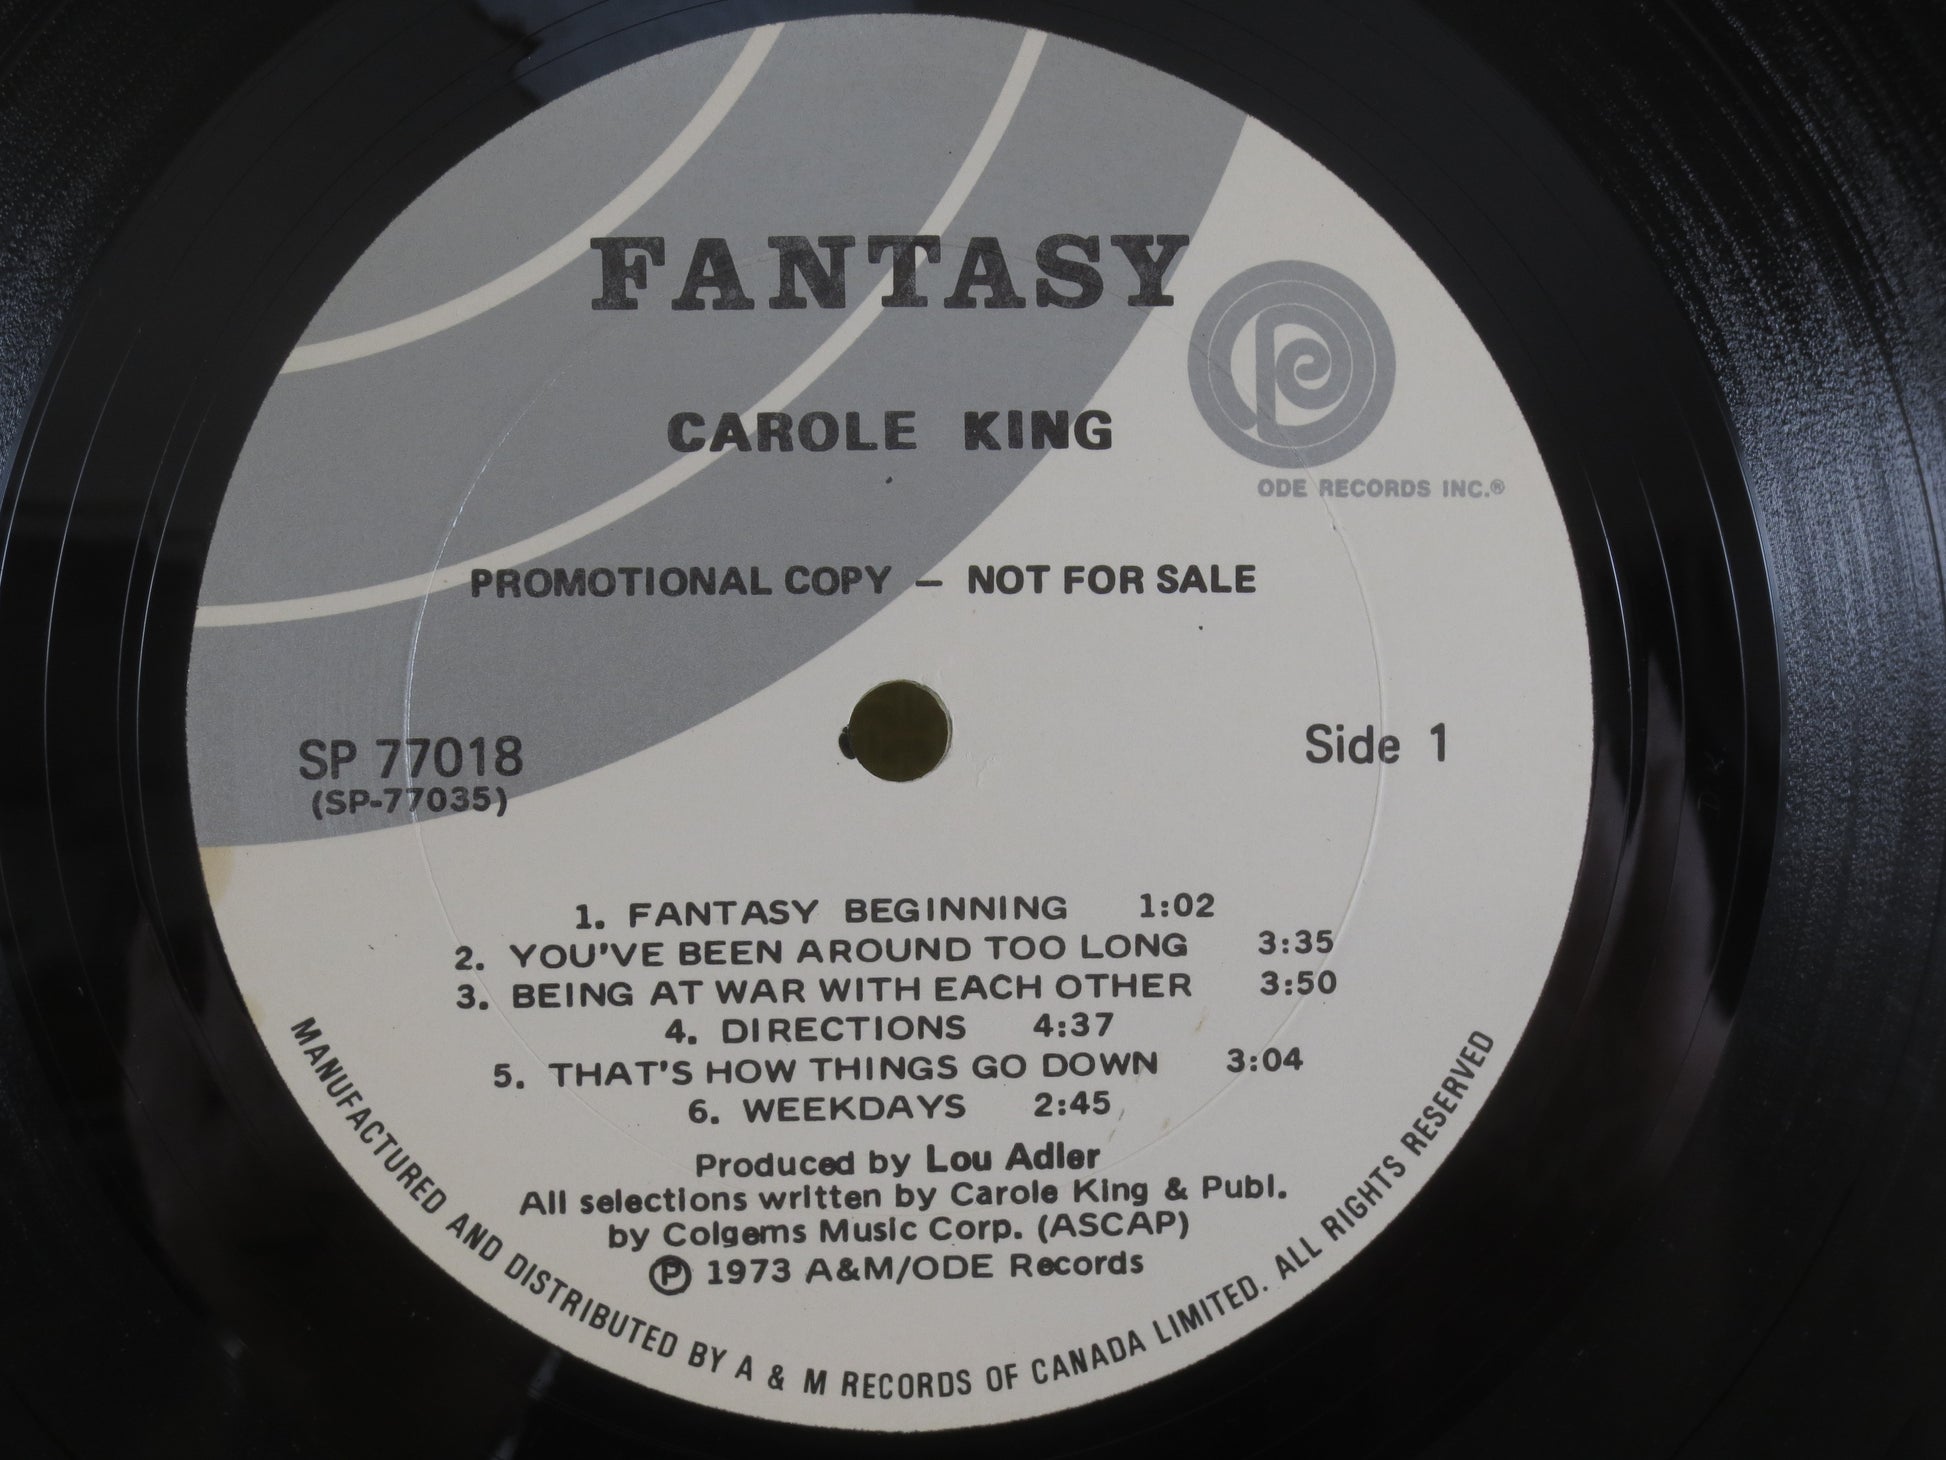 FANTASY
CAROLE KING
ODE RECORDS INC.®
PROMOTIONAL COPY – NOT FOR SALE
SP 77018
(SP-77035)
Side 1
1. FANTASY BEGINNING 1:02
2. YOU'VE BEEN AROUND TOO LONG 3:35
3. BEING AT WAR WITH EACH OTHER 3:50
4. DIRECTIONS 4:37
5. THAT'S HOW THINGS GO DOWN 3:04
6. WEEKDAYS 2:45
Produced by Lou Adler
All selections written by Carole King & Publ.
by Colgems Music Corp. (ASCAP)
℗ 1973 A&M/ODE Records
MANUFACTURED AND DISTRIBUTED BY A & M RECORDS OF CANADA LIMITED. ALL RIGHTS RESERVED